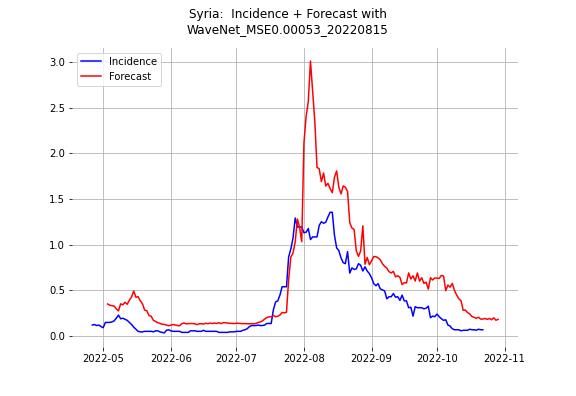 Syria:  Incidence + Forecast with
WaveNet_MSE0.00053_20220815
Incidence
Forecast
3.0
2.5
2.0
1.5
1.0
0.5
0.0
2022-05 2022-06 2022-07 2022-08 2022-09 2022-10 2022-11